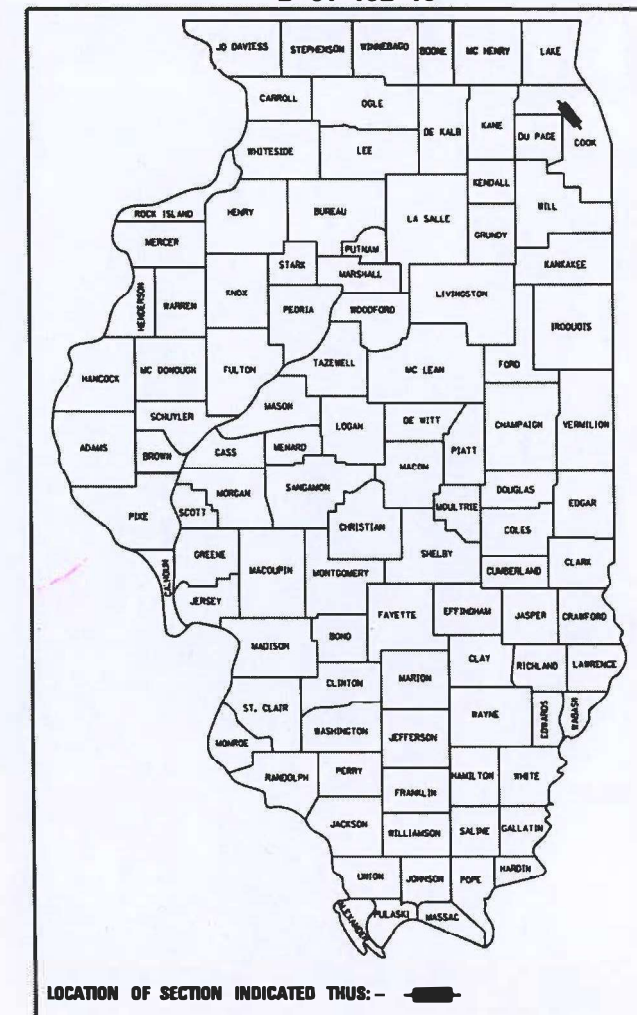 JO DAVIESS STEPHENSON WINNEBAGO BOONE MC HENRY LAKE
CARROLL OGLE DE KALB KANE DU PAGE COOK
WHITESIDE LEE
KENDALL
ROCK ISLAND HENRY BUREAU LA SALLE GRUNDY WILL
MERCER PUTNAM
STARK MARSHALL KANKAKEE
HENDERSON WARREN KNOX PEORIA WOODFORD LIVINGSTON IROQUOIS
HANCOCK MC DONOUGH FULTON TAZEWELL MC LEAN FORD
SCHUYLER MASON LOGAN DE WITT CHAMPAIGN VERMILION
ADAMS BROWN CASS MENARD MACON PIATT
MORGAN SANGAMON DOUGLAS EDGAR
PIKE SCOTT CHRISTIAN MOULTRIE COLES
GREENE MACOUPIN MONTGOMERY SHELBY CUMBERLAND CLARK
CALHOUN JERSEY
FAYETTE EFFINGHAM JASPER CRAWFORD
MADISON BOND
CLINTON MARION CLAY RICHLAND LAWRENCE
ST. CLAIR WAYNE EDWARDS WABASH
MONROE WASHINGTON JEFFERSON
RANDOLPH PERRY HAMILTON WHITE
FRANKLIN
JACKSON WILLIAMSON SALINE GALLATIN
UNION JOHNSON POPE HARDIN
ALEXANDER PULASKI MASSAC
LOCATION OF SECTION INDICATED THUS: –